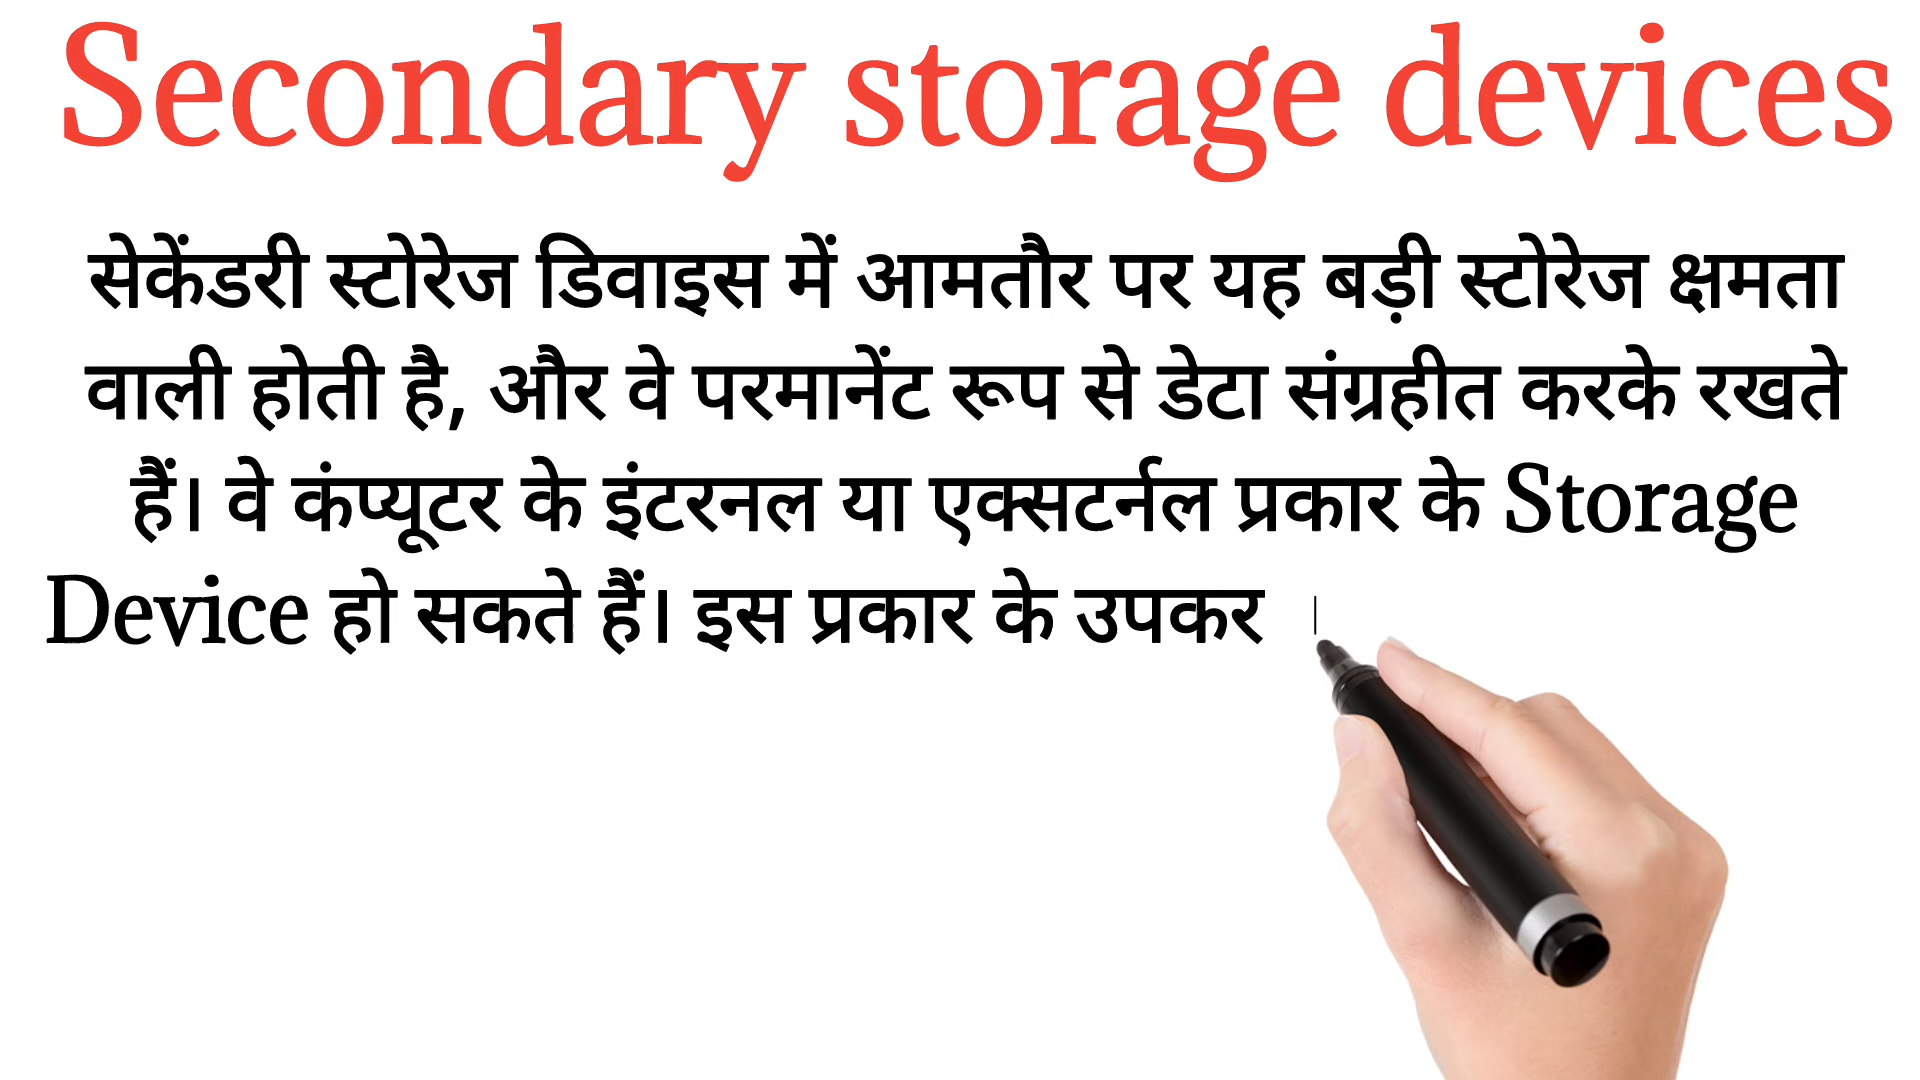 Secondary storage devices
सेकेंडरी स्टोरेज डिवाइस में आमतौर पर यह बड़ी स्टोरेज क्षमता
वाली होती है, और वे परमानेंट रूप से डेटा संग्रहीत करके रखते
हैं। वे कंप्यूटर के इंटरनल या एक्सटर्नल प्रकार के Storage
Device हो सकते हैं। इस प्रकार के उपकर